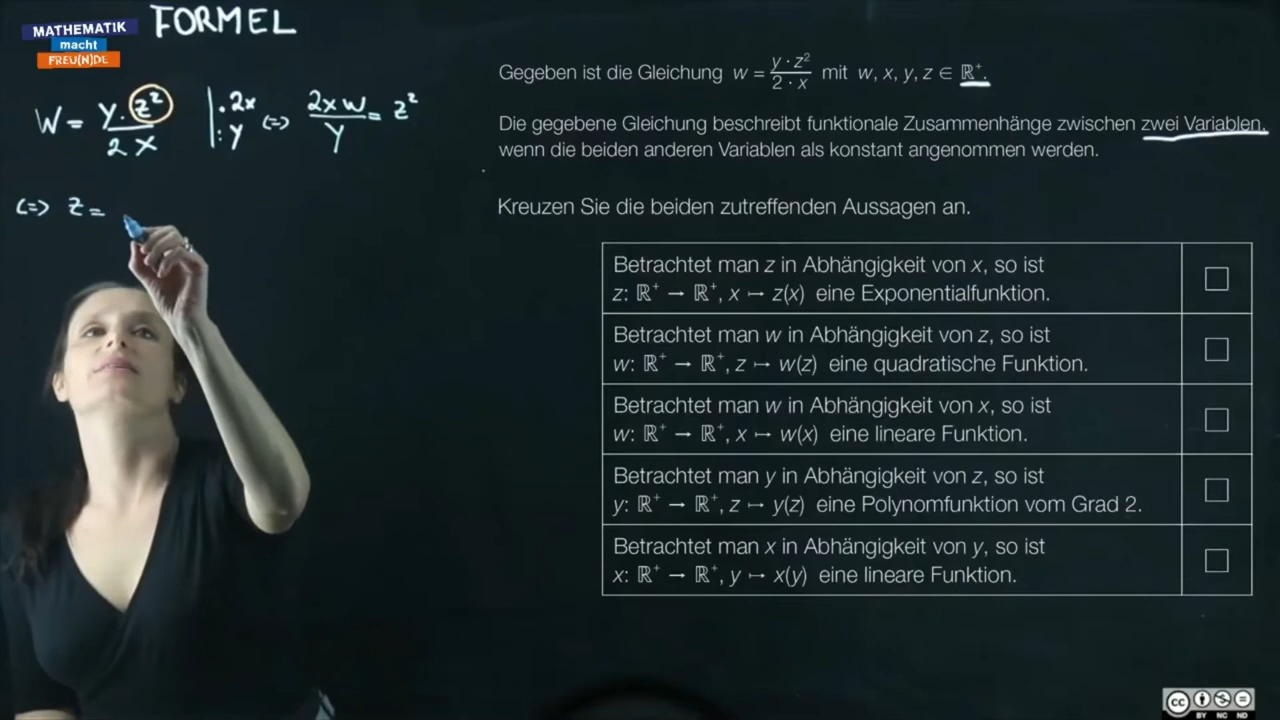 MATHEMATIK
macht
FREU(N)DE
FORMEL
W = y · z² / 2x | · 2x : y <=> 2xw / y = z²
<=> z =
Gegeben ist die Gleichung w = y · z² / 2 · x mit w, x, y, z ∈ ℝ⁺.
Die gegebene Gleichung beschreibt funktionale Zusammenhänge zwischen zwei Variablen,
wenn die beiden anderen Variablen als konstant angenommen werden.
Kreuzen Sie die beiden zutreffenden Aussagen an.
Betrachtet man z in Abhängigkeit von x, so ist
z: ℝ⁺ → ℝ⁺, x ↦ z(x) eine Exponentialfunktion.
Betrachtet man w in Abhängigkeit von z, so ist
w: ℝ⁺ → ℝ⁺, z ↦ w(z) eine quadratische Funktion.
Betrachtet man w in Abhängigkeit von x, so ist
w: ℝ⁺ → ℝ⁺, x ↦ w(x) eine lineare Funktion.
Betrachtet man y in Abhängigkeit von z, so ist
y: ℝ⁺ → ℝ⁺, z ↦ y(z) eine Polynomfunktion vom Grad 2.
Betrachtet man x in Abhängigkeit von y, so ist
x: ℝ⁺ → ℝ⁺, y ↦ x(y) eine lineare Funktion.
cc
BY NC ND